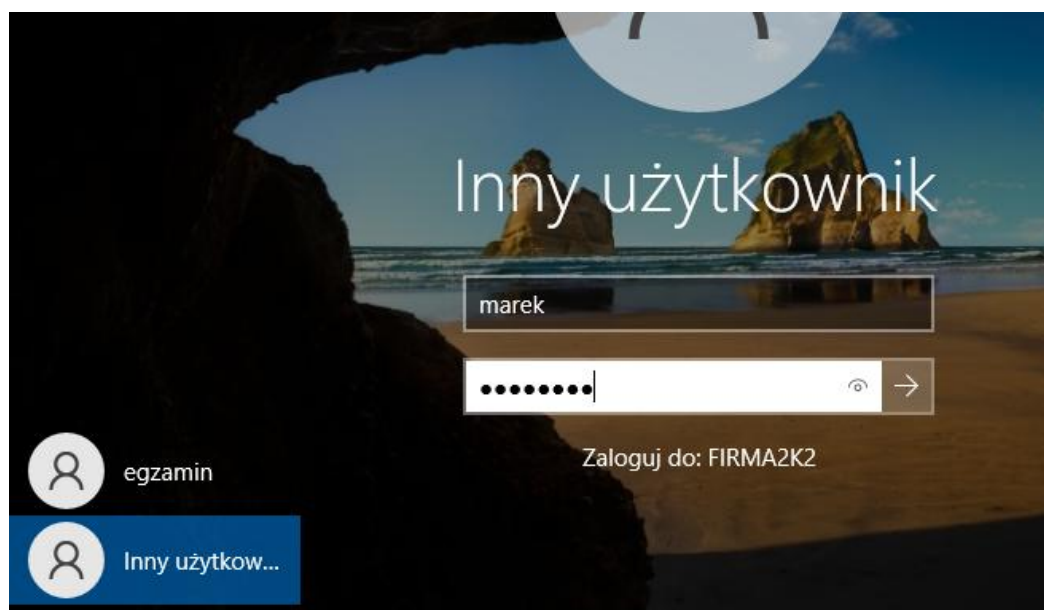 Inny użytkownik
marek
••••••••
Zaloguj do: FIRMA2K2
egzamin
Inny użytkow...